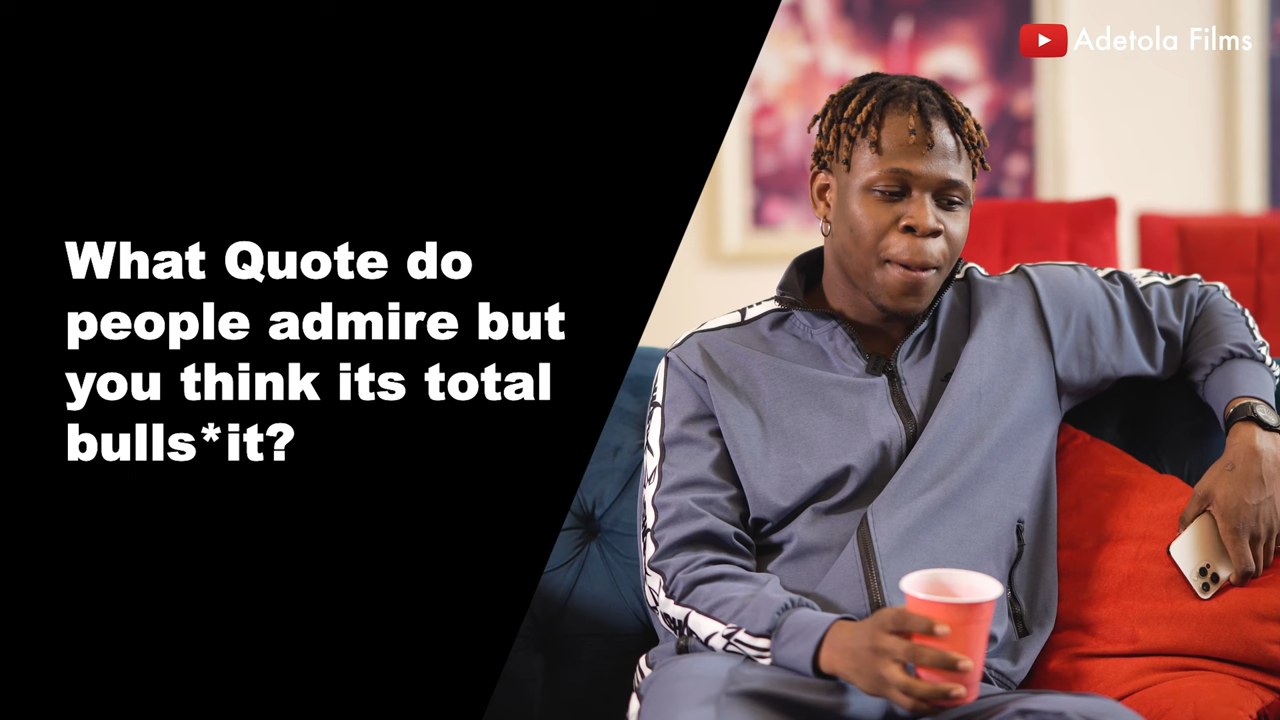 Adetola Films
What Quote do
people admire but
you think its total
bulls*it?